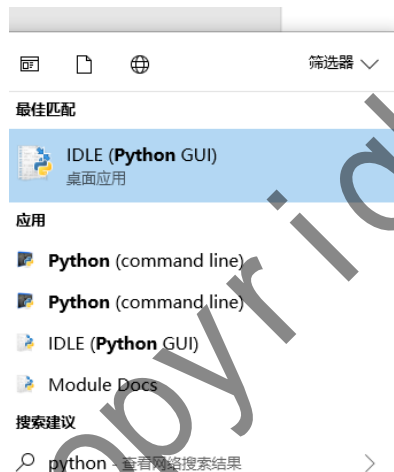 筛选器
最佳匹配
IDLE (Python GUI)
桌面应用
应用
Python (command line)
Python (command line)
IDLE (Python GUI)
Module Docs
搜索建议
python - 查看网络搜索结果